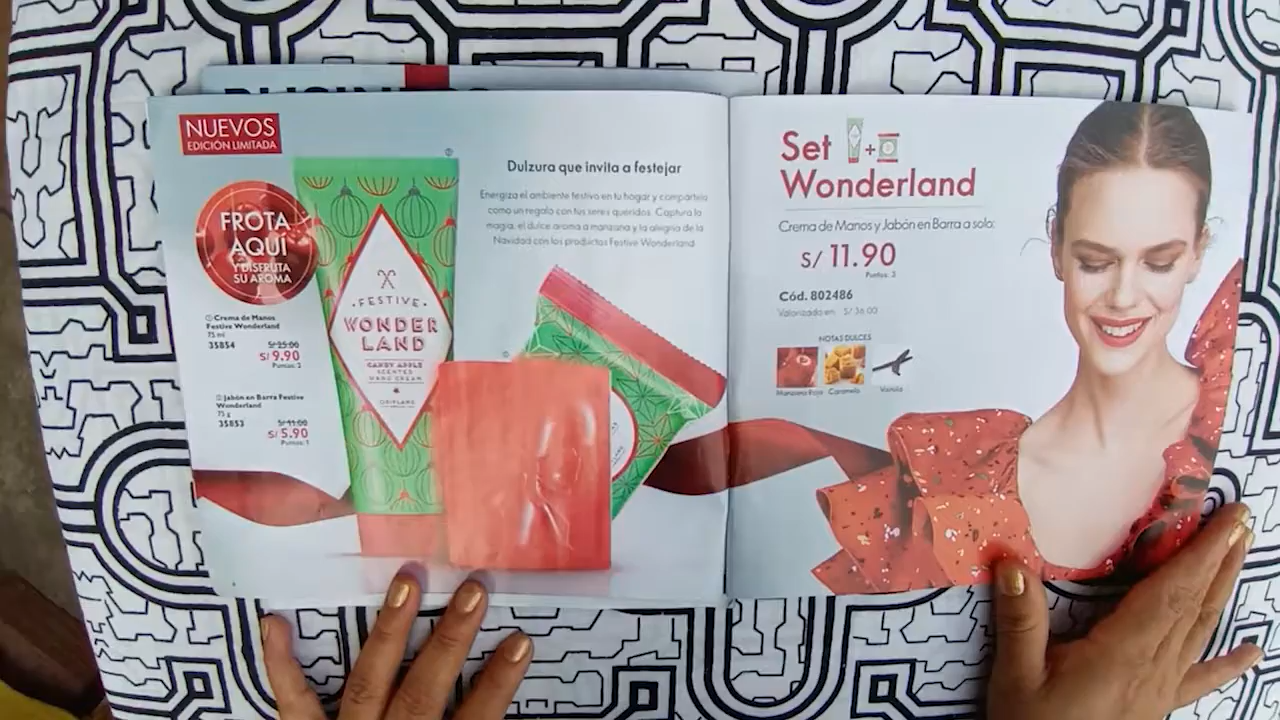 BUSINESS
NUEVOS
EDICIÓN LIMITADA
FROTA
AQUÍ
Y DISFRUTA
SU AROMA
① Crema de Manos
Festive Wonderland
75 ml
35854 S/ 25.00
S/ 9.90
Puntos: 2
② Jabón en Barra Festive
Wonderland
75 g
35853 S/ 11.00
S/ 5.90
Puntos: 1
FESTIVE
WONDER
LAND
CANDY APPLE
SCENTED
HAND CREAM
ORIFLAME
Dulzura que invita a festejar
Energiza el ambiente festivo en tu hogar y compártelo
como un regalo con tus seres queridos. Captura la
magia, el dulce aroma a manzana y la alegría de la
Navidad con los productos Festive Wonderland
Set +
Wonderland
Crema de Manos y Jabón en Barra a solo:
S/ 11.90
Puntos: 3
Cód. 802486
Valorizado en S/ 36.00
NOTAS DULCES
Manzana Roja Caramelo Vainilla